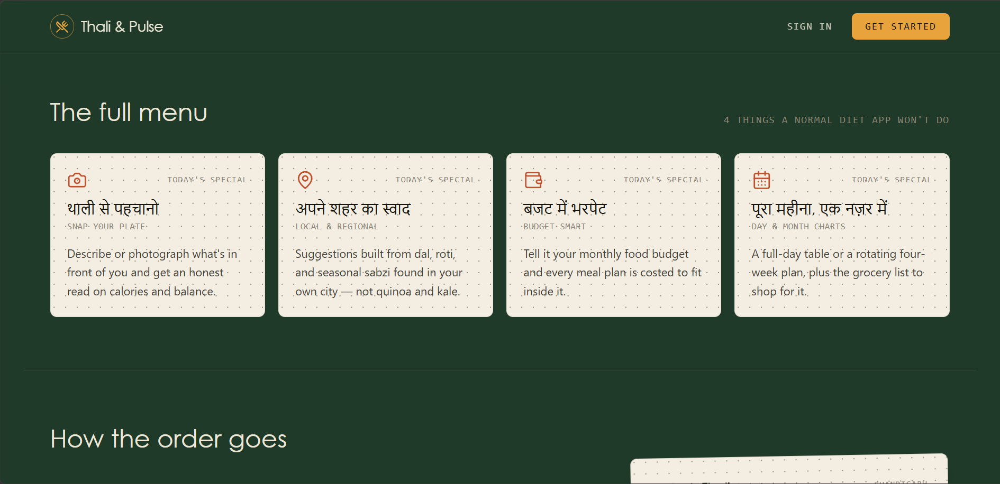 Thali & Pulse
SIGN IN
GET STARTED
The full menu
4 THINGS A NORMAL DIET APP WON'T DO
TODAY'S SPECIAL
थाली से पहचानो
SNAP YOUR PLATE
Describe or photograph what's in
front of you and get an honest
read on calories and balance.
TODAY'S SPECIAL
अपने शहर का स्वाद
LOCAL & REGIONAL
Suggestions built from dal, roti,
and seasonal sabzi found in your
own city — not quinoa and kale.
TODAY'S SPECIAL
बजट में भरपेट
BUDGET-SMART
Tell it your monthly food budget
and every meal plan is costed to fit
inside it.
TODAY'S SPECIAL
पूरा महीना, एक नज़र में
DAY & MONTH CHARTS
A full-day table or a rotating four-
week plan, plus the grocery list to
shop for it.
How the order goes
CHANDIGARH